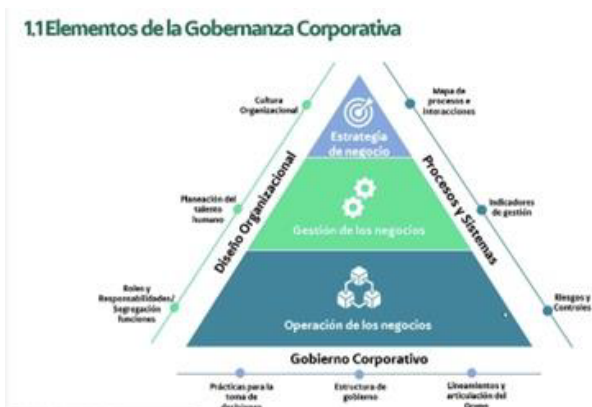 1.1 Elementos de la Gobernanza Corporativa
Cultura
Organizacional
Mapa de
procesos e
interacciones
Estrategia
de negocio
Diseño Organizacional
Procesos y Sistemas
Planeación del
talento
humano
Indicadores
de gestión
Gestión de los negocios
Roles y
Responsabilidades/
Segregación
funciones
Riesgos y
Controles
Operación de los negocios
Gobierno Corporativo
Prácticas para la
toma de
Estructura de
gobierno
Lineamientos y
articulación del